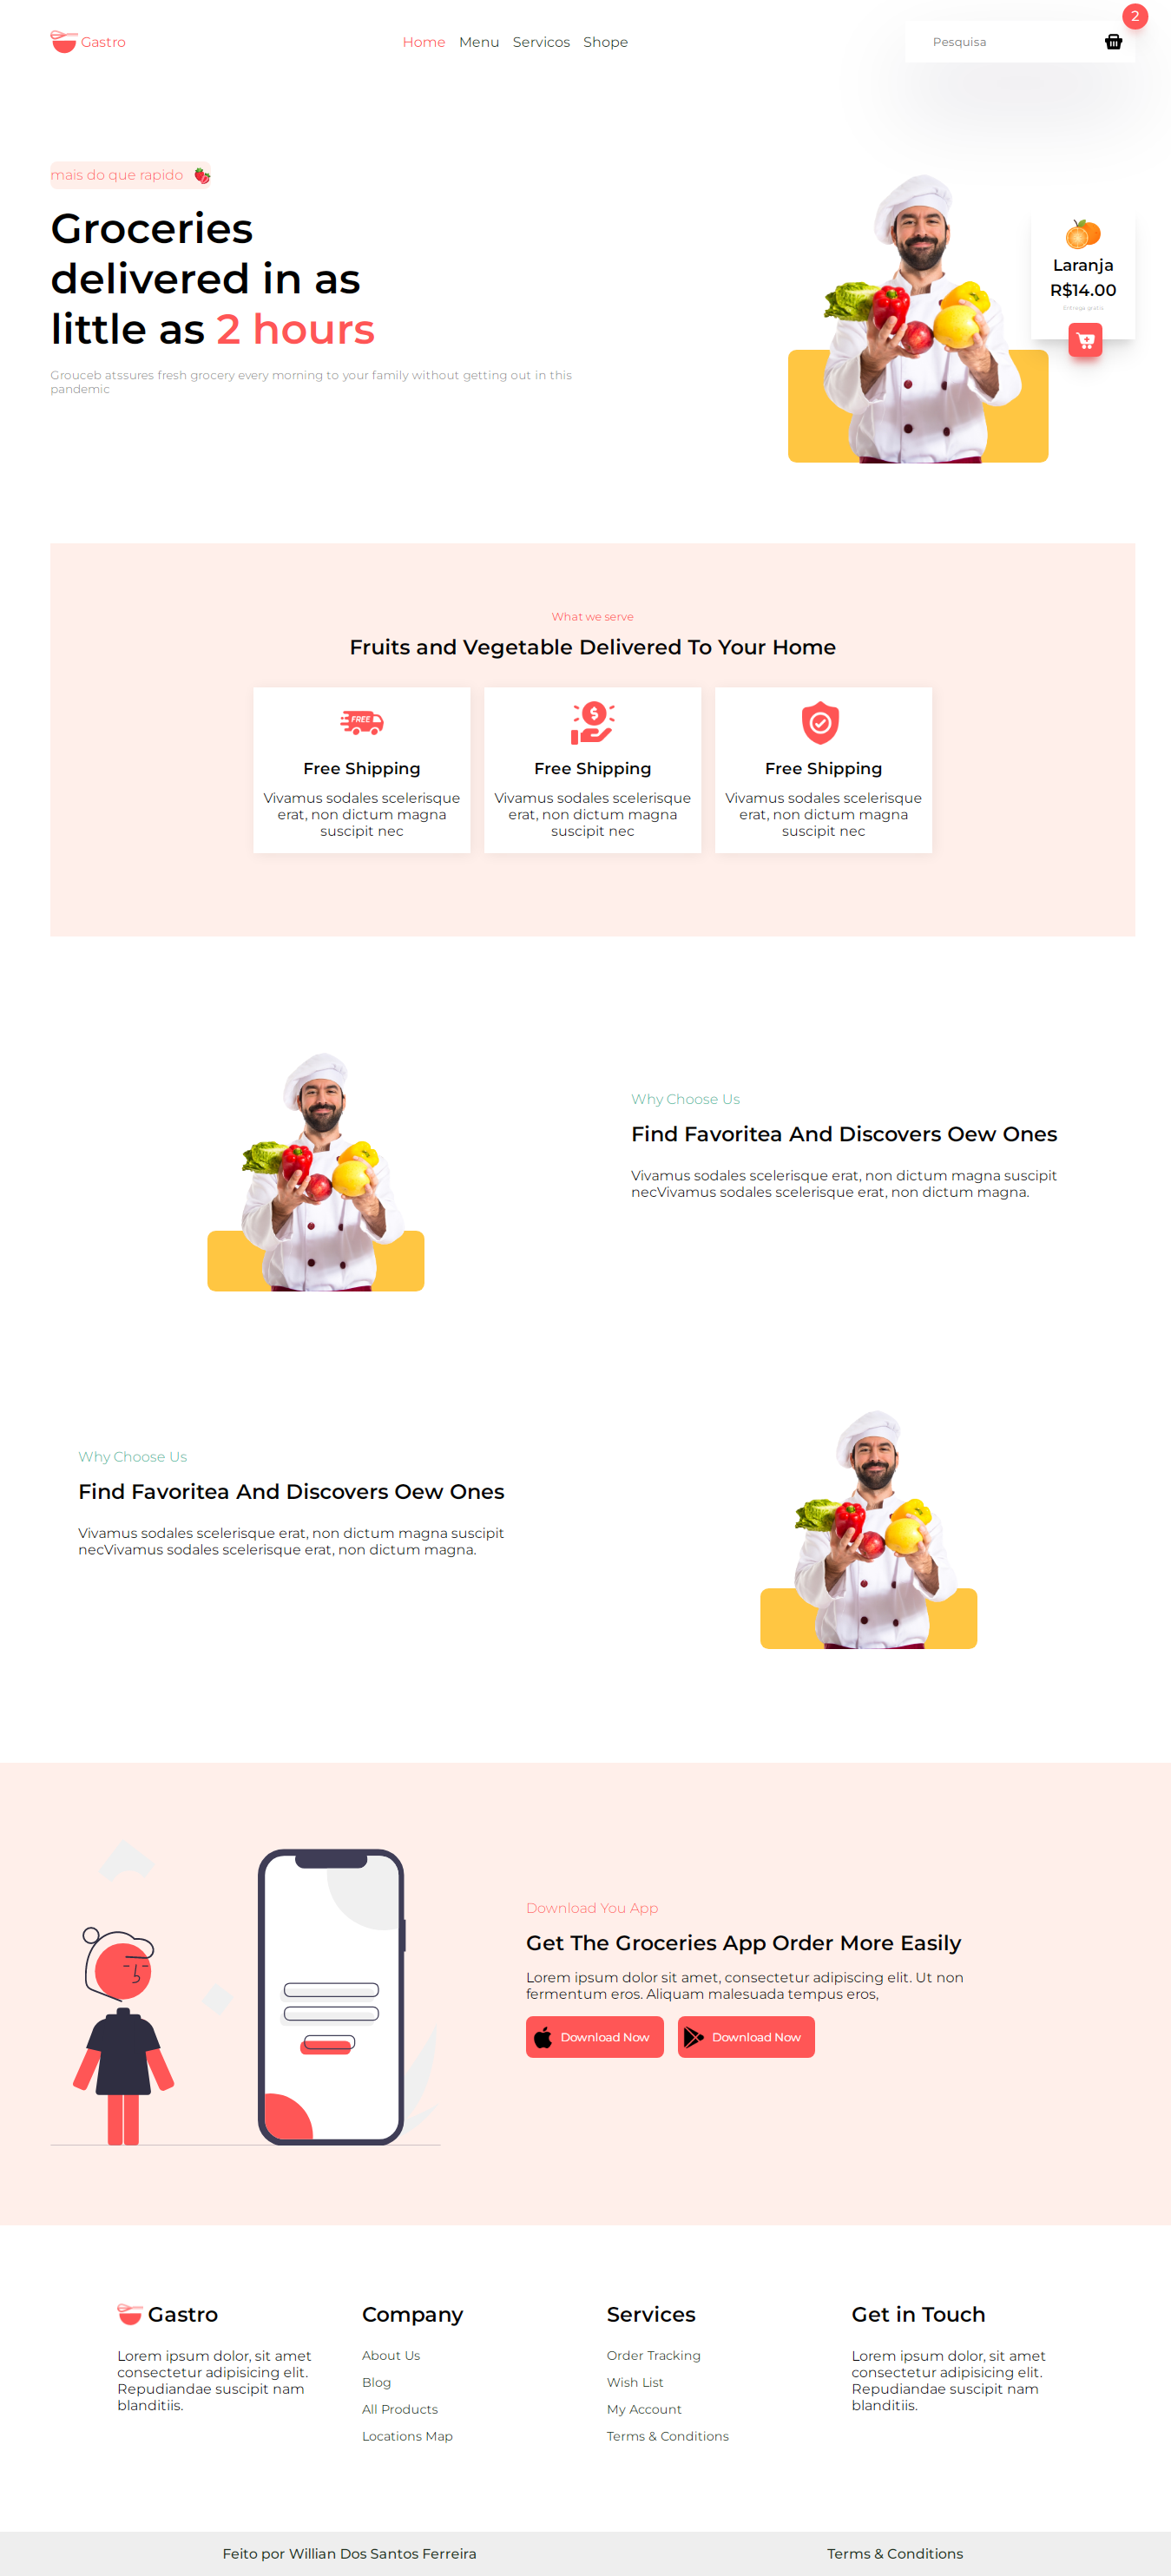 Gastro
Home Menu Servicos Shope
Pesquisa
2
mais do que rapido
Groceries
delivered in as
little as 2 hours
Grouceb atssures fresh grocery every morning to your family without getting out in this
pandemic
Laranja
R$14.00
Entrega grátis
What we serve
Fruits and Vegetable Delivered To Your Home
FREE
$
Free Shipping
Vivamus sodales scelerisque
erat, non dictum magna
suscipit nec
Free Shipping
Vivamus sodales scelerisque
erat, non dictum magna
suscipit nec
Free Shipping
Vivamus sodales scelerisque
erat, non dictum magna
suscipit nec
Why Choose Us
Find Favoritea And Discovers Oew Ones
Vivamus sodales scelerisque erat, non dictum magna suscipit
necVivamus sodales scelerisque erat, non dictum magna.
Why Choose Us
Find Favoritea And Discovers Oew Ones
Vivamus sodales scelerisque erat, non dictum magna suscipit
necVivamus sodales scelerisque erat, non dictum magna.
Download You App
Get The Groceries App Order More Easily
Lorem ipsum dolor sit amet, consectetur adipiscing elit. Ut non
fermentum eros. Aliquam malesuada tempus eros,
Download Now
Download Now
Gastro
Lorem ipsum dolor, sit amet
consectetur adipisicing elit.
Repudiandae suscipit nam
blanditiis.
Company
About Us
Blog
All Products
Locations Map
Services
Order Tracking
Wish List
My Account
Terms & Conditions
Get in Touch
Lorem ipsum dolor, sit amet
consectetur adipisicing elit.
Repudiandae suscipit nam
blanditiis.
Feito por Willian Dos Santos Ferreira
Terms & Conditions